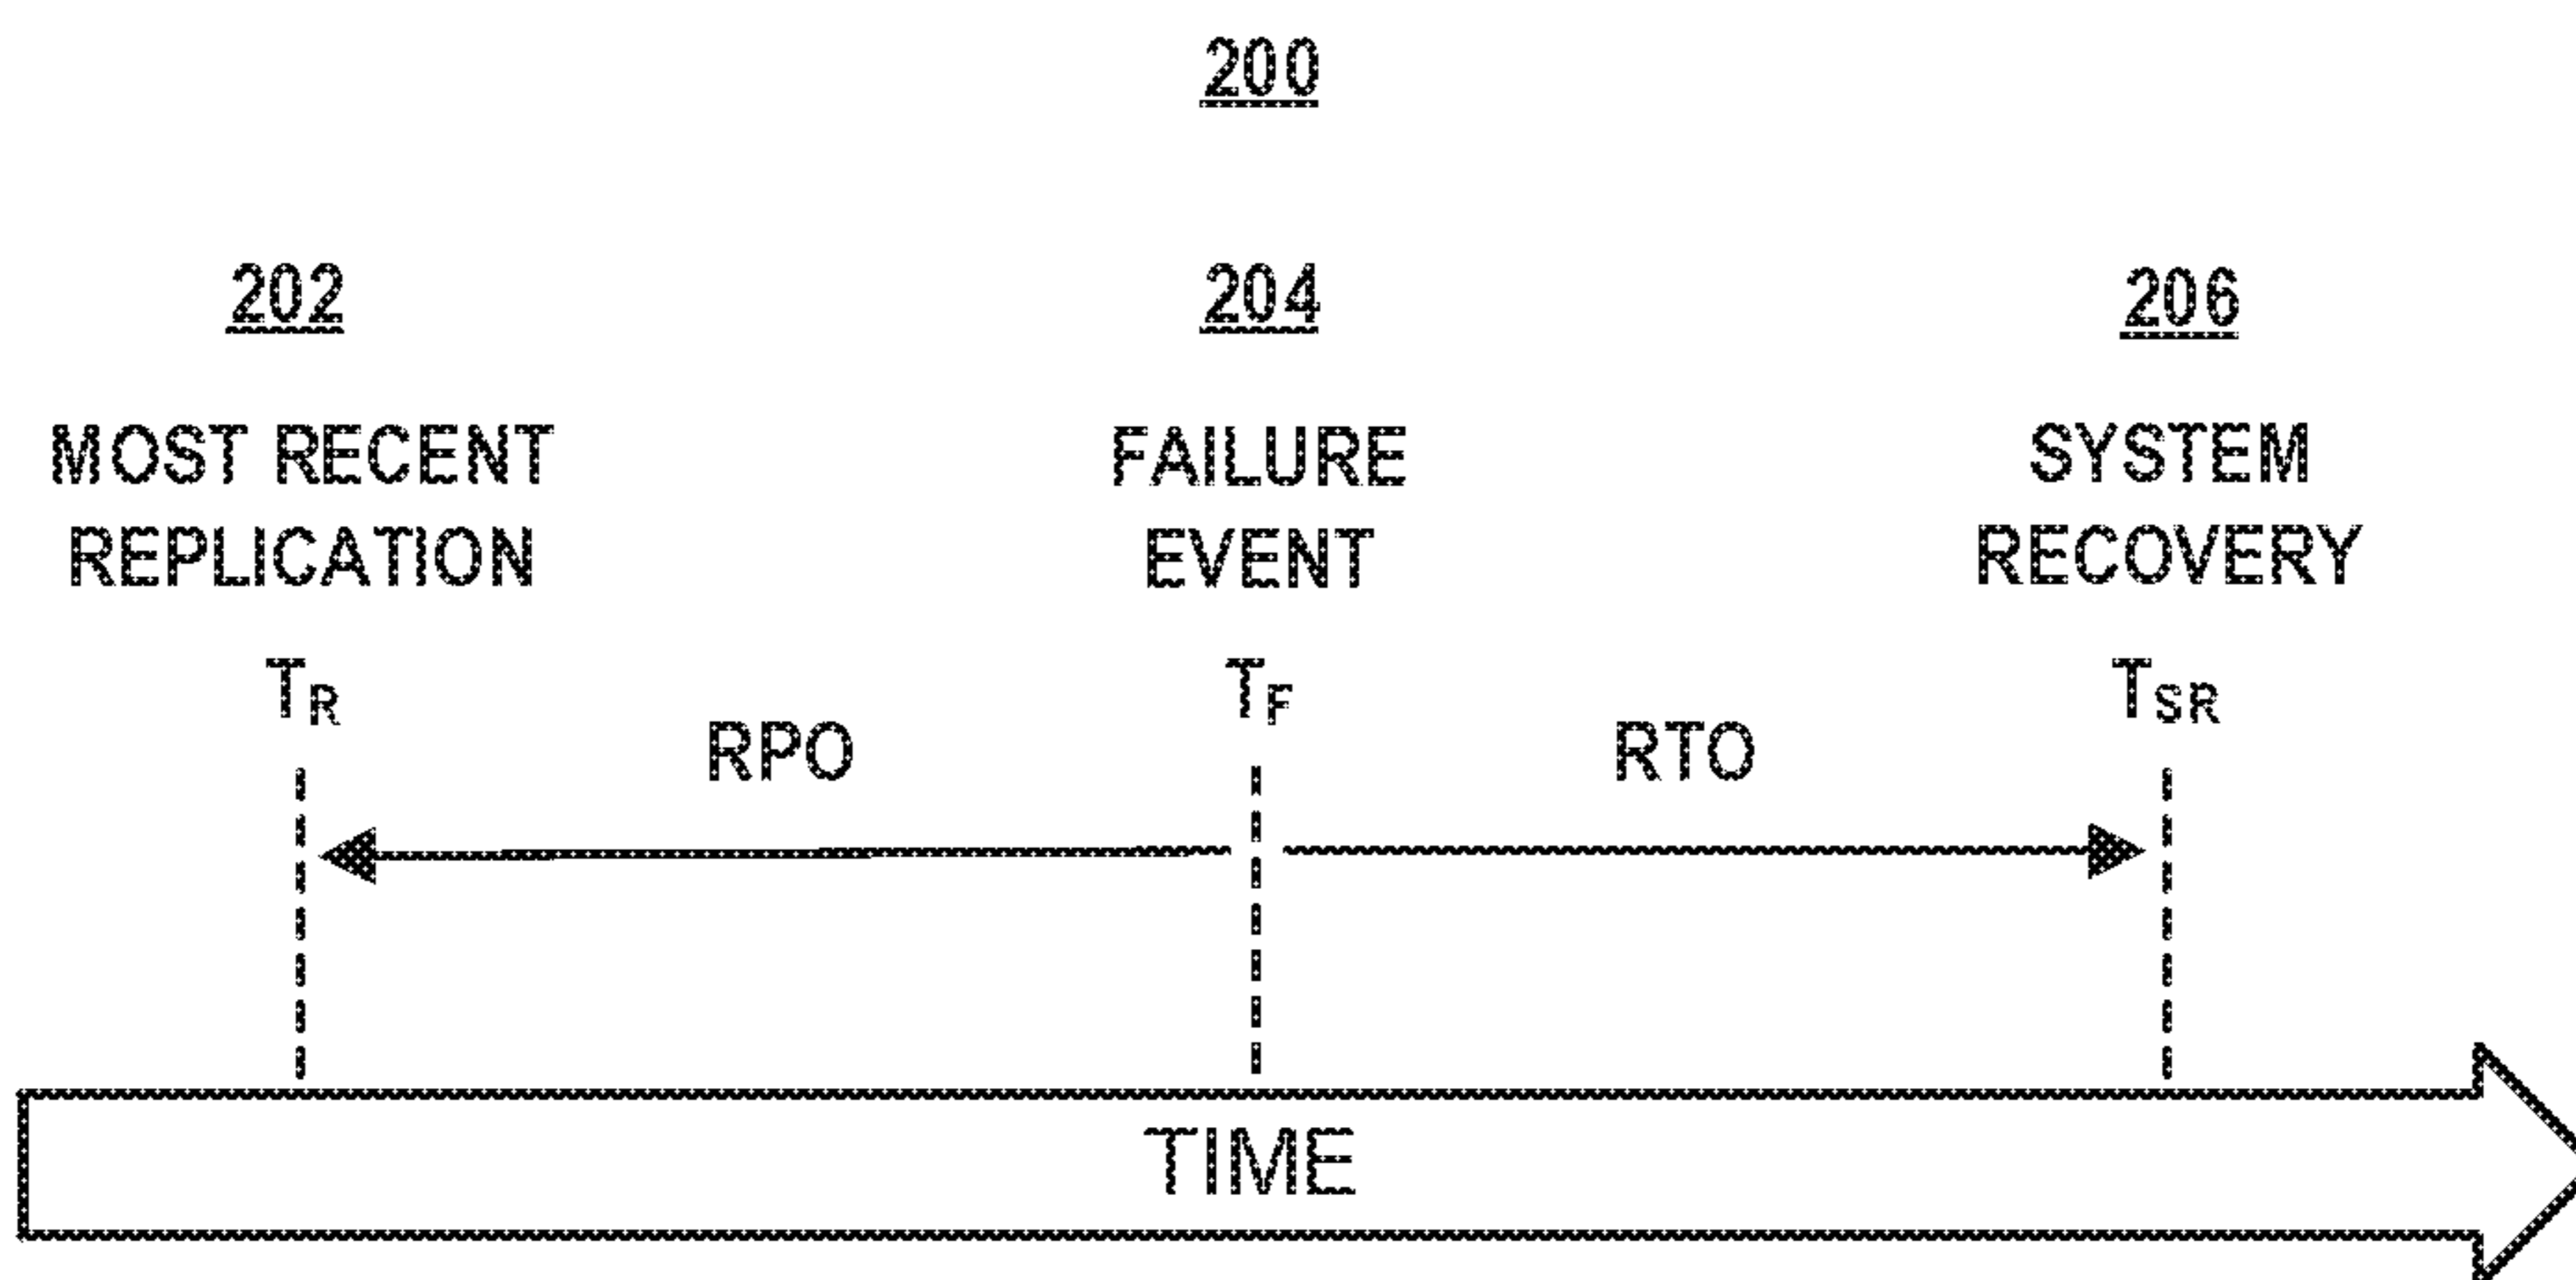 200
202 204 206
MOST RECENT FAILURE SYSTEM
REPLICATION EVENT RECOVERY
TR TF TSR
RPO RTO
TIME